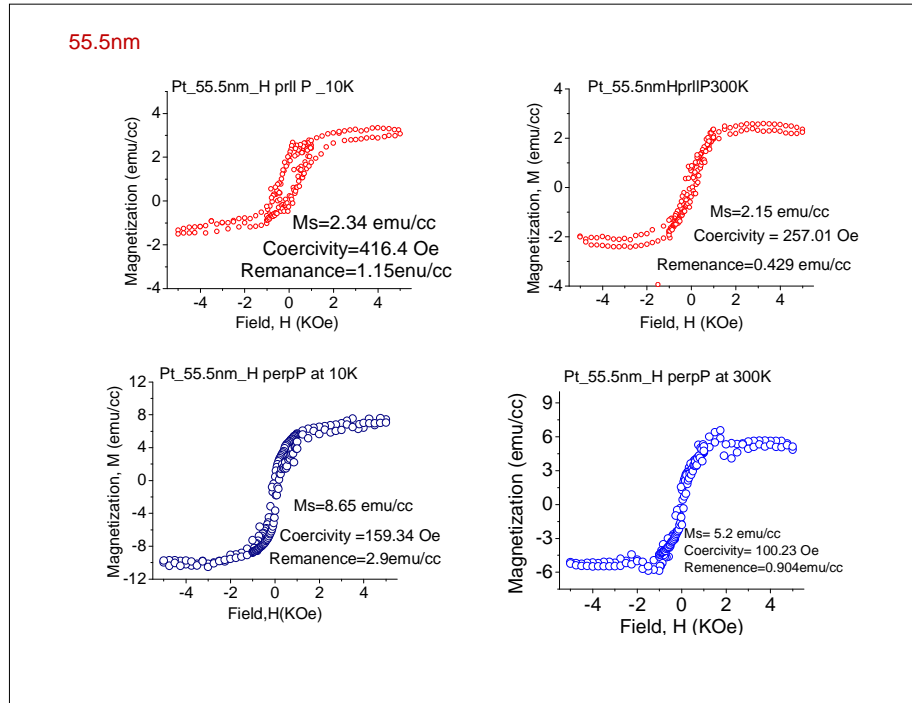 55.5nm
Pt_55.5nm_H prll P _10K
Magnetization (emu/cc)
4
2
0
-2
-4
-4
-2
0
2
4
Field, H (KOe)
Ms=2.34 emu/cc
Coercivity=416.4 Oe
Remanance=1.15enu/cc
Pt_55.5nmHprllP300K
Magnetization, M (emu/cc)
4
2
0
-2
-4
-4
-2
0
2
4
Field, H (KOe)
Ms=2.15 emu/cc
Coercivity = 257.01 Oe
Remenance=0.429 emu/cc
Pt_55.5nm_H perpP at 10K
Magnetization, M (emu/cc)
12
8
4
0
-4
-8
-12
-4
-2
0
2
4
Field,H(KOe)
Ms=8.65 emu/cc
Coercivity =159.34 Oe
Remanence=2.9emu/cc
Pt_55.5nm_H perpP at 300K
Magnetization (emu/cc)
9
6
3
0
-3
-6
-4
-2
0
2
4
Field, H (KOe)
Ms= 5.2 emu/cc
Coercivity= 100.23 Oe
Remenence=0.904emu/cc